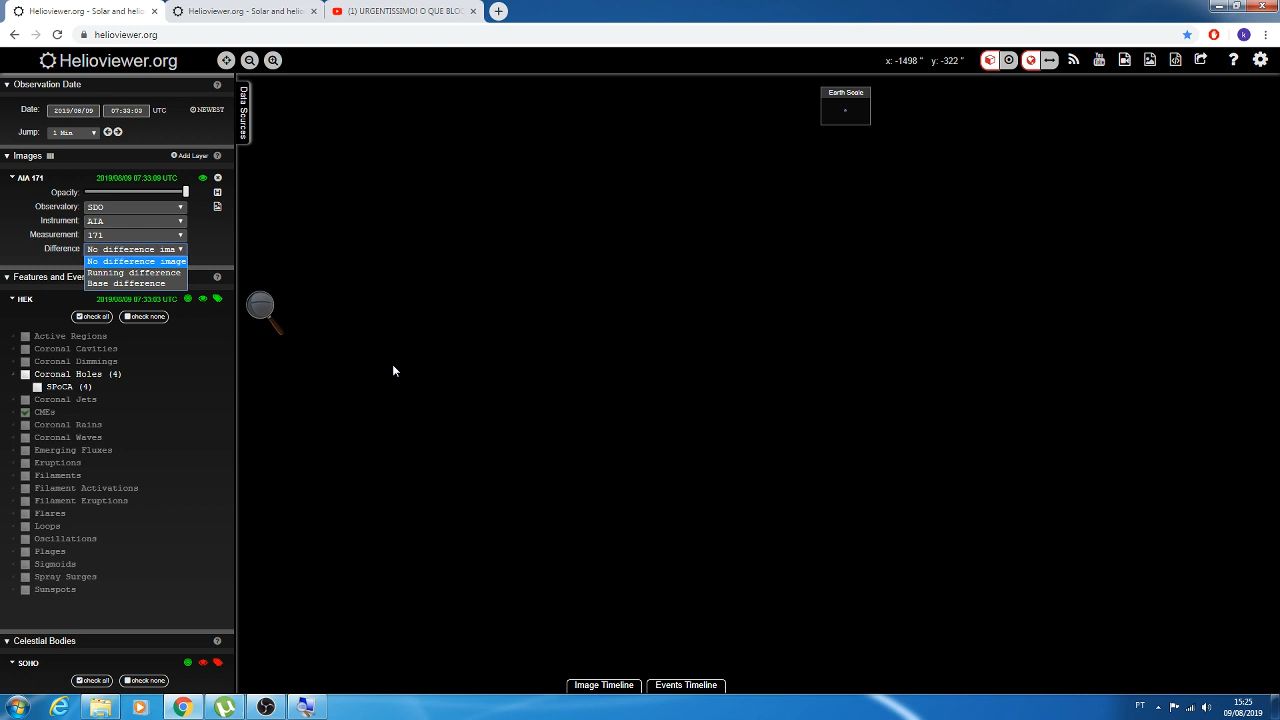 Helioviewer.org - Solar and helio
Helioviewer.org - Solar and helio
(1) URGENTISSIMO! O QUE BLOC
helioviewer.org
k
Helioviewer.org
x: -1498 " y: -322 "
You Tube
Observation Date
Date: 2019/08/09 07:33:03 UTC NEWEST
Jump: 1 Min
Images
Add Layer
AIA 171 2019/08/09 07:33:09 UTC
Opacity:
Observatory: SDO
Instrument: AIA
Measurement: 171
Difference No difference ima
No difference image
Running difference
Base difference
Features and Eve
HEK 2019/08/09 07:33:03 UTC
check all check none
Active Regions
Coronal Cavities
Coronal Dimmings
Coronal Holes (4)
SPoCA (4)
Coronal Jets
CMEs
Coronal Rains
Coronal Waves
Emerging Fluxes
Eruptions
Filaments
Filament Activations
Filament Eruptions
Flares
Loops
Oscillations
Plages
Sigmoids
Spray Surges
Sunspots
Celestial Bodies
SOHO
check all check none
Data Sources
Earth Scale
Image Timeline Events Timeline
PT
15:25
09/08/2019